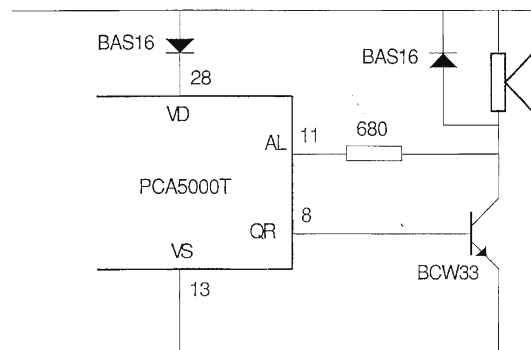 BAS16
BAS16
28
VD
AL
11
680
PCA5000T
8
QR
VS
BCW33
13